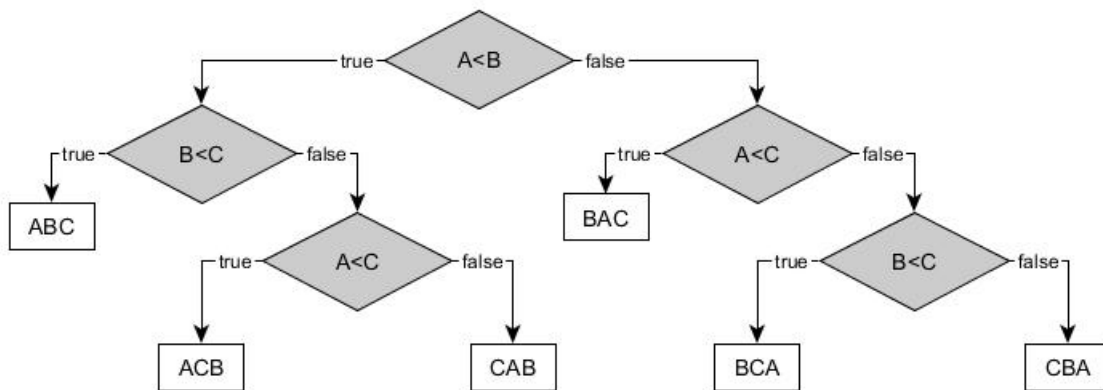 A<B
true
false
B<C
A<C
true
false
true
false
ABC
BAC
A<C
B<C
true
false
true
false
ACB
CAB
BCA
CBA